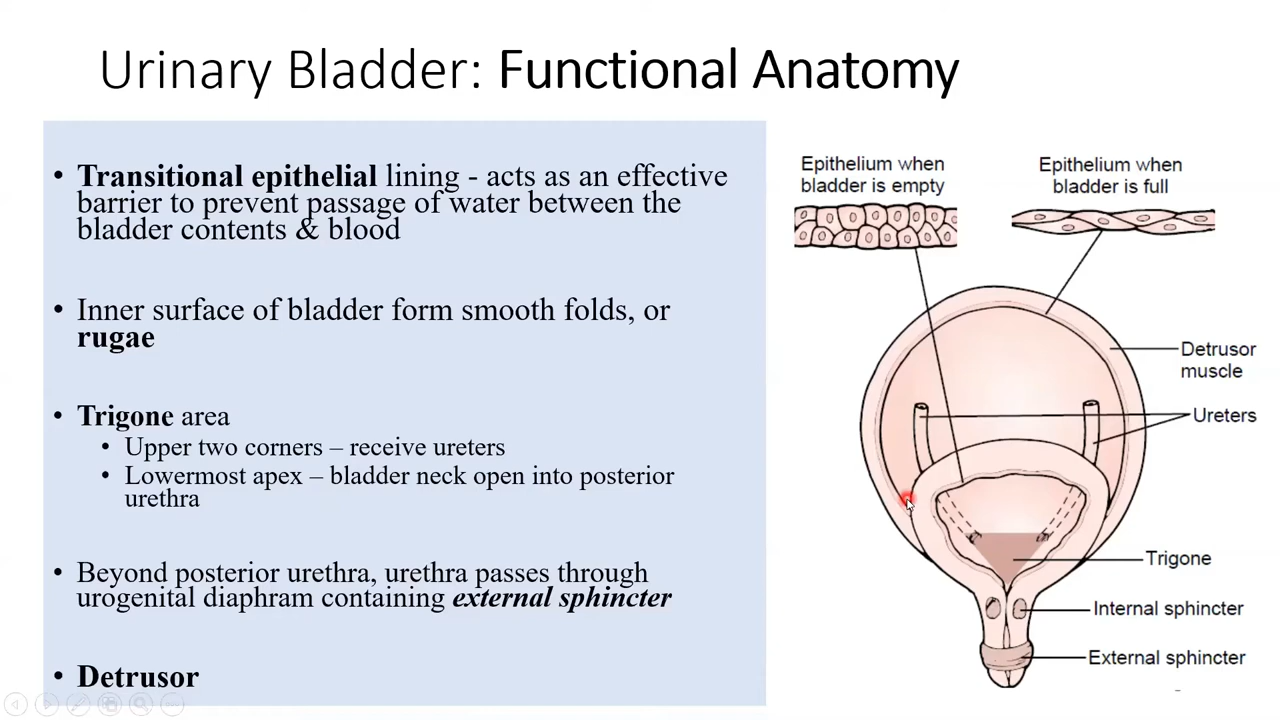 Urinary Bladder: Functional Anatomy
• Transitional epithelial lining - acts as an effective
barrier to prevent passage of water between the
bladder contents & blood
• Inner surface of bladder form smooth folds, or
rugae
• Trigone area
• Upper two corners – receive ureters
• Lowermost apex – bladder neck open into posterior
urethra
• Beyond posterior urethra, urethra passes through
urogenital diaphram containing external sphincter
• Detrusor
Epithelium when
bladder is empty
Epithelium when
bladder is full
Detrusor
muscle
Ureters
Trigone
Internal sphincter
External sphincter